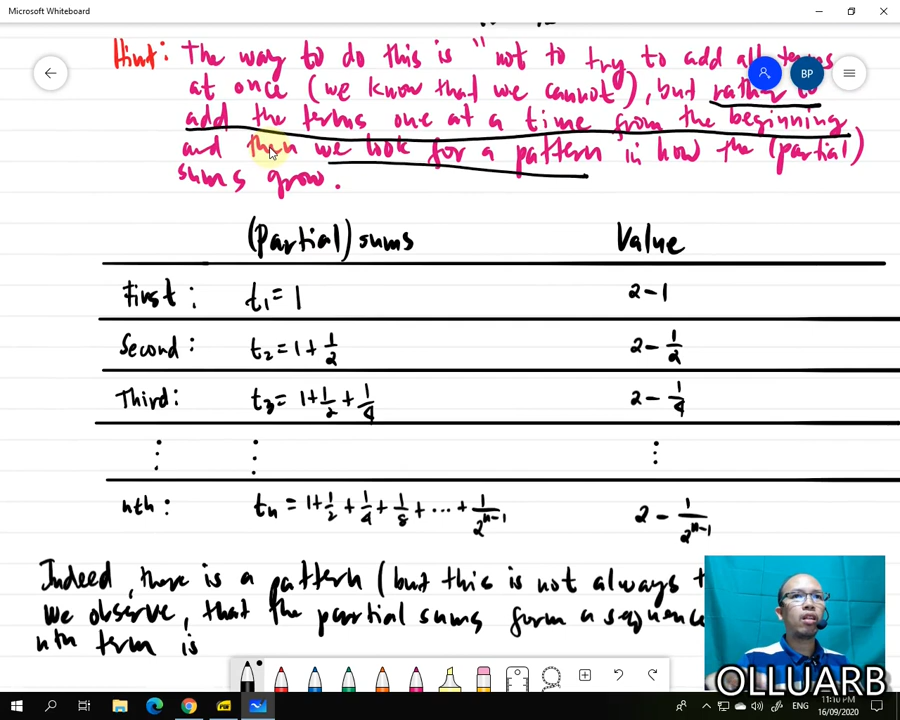 Microsoft Whiteboard
Hint: The way to do this is "not to try to add all terms
at once (we know that we cannot), but rather to
BP
add the terms one at a time from the beginning
and then we look for a pattern in how the (partial)
sums grow.
(Partial) sums Value
First: t₁ = 1 2 - 1
Second: t₂ = 1 + 1/2 2 - 1/2
Third: t₃ = 1 + 1/2 + 1/4 2 - 1/4
⋮ ⋮ ⋮
nth: tₙ = 1 + 1/2 + 1/4 + 1/8 + ... + 1/2ⁿ⁻¹ 2 - 1/2ⁿ⁻¹
Indeed, there is a pattern (but this is not always
we observe, that the partial sums form a sequence
nth term is
OLLUARB
ENG
11:10 PM
16/09/2020